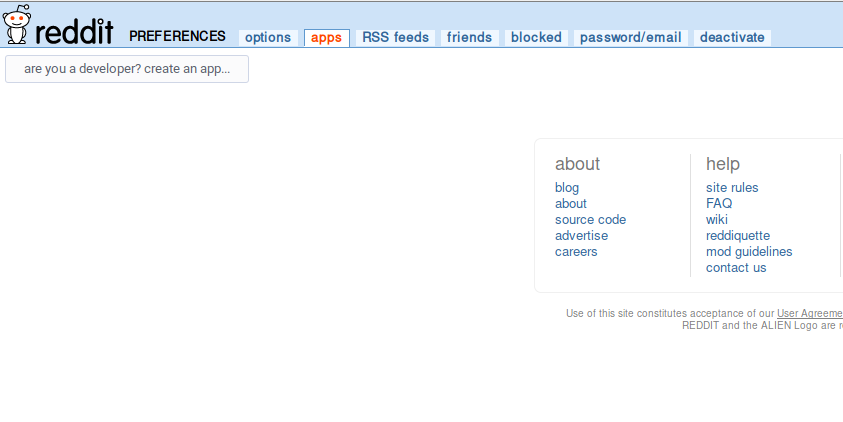 reddit PREFERENCES options apps RSS feeds friends blocked password/email deactivate
are you a developer? create an app...
about
blog
about
source code
advertise
careers
help
site rules
FAQ
wiki
reddiquette
mod guidelines
contact us
Use of this site constitutes acceptance of our User Agreeme
REDDIT and the ALIEN Logo are r